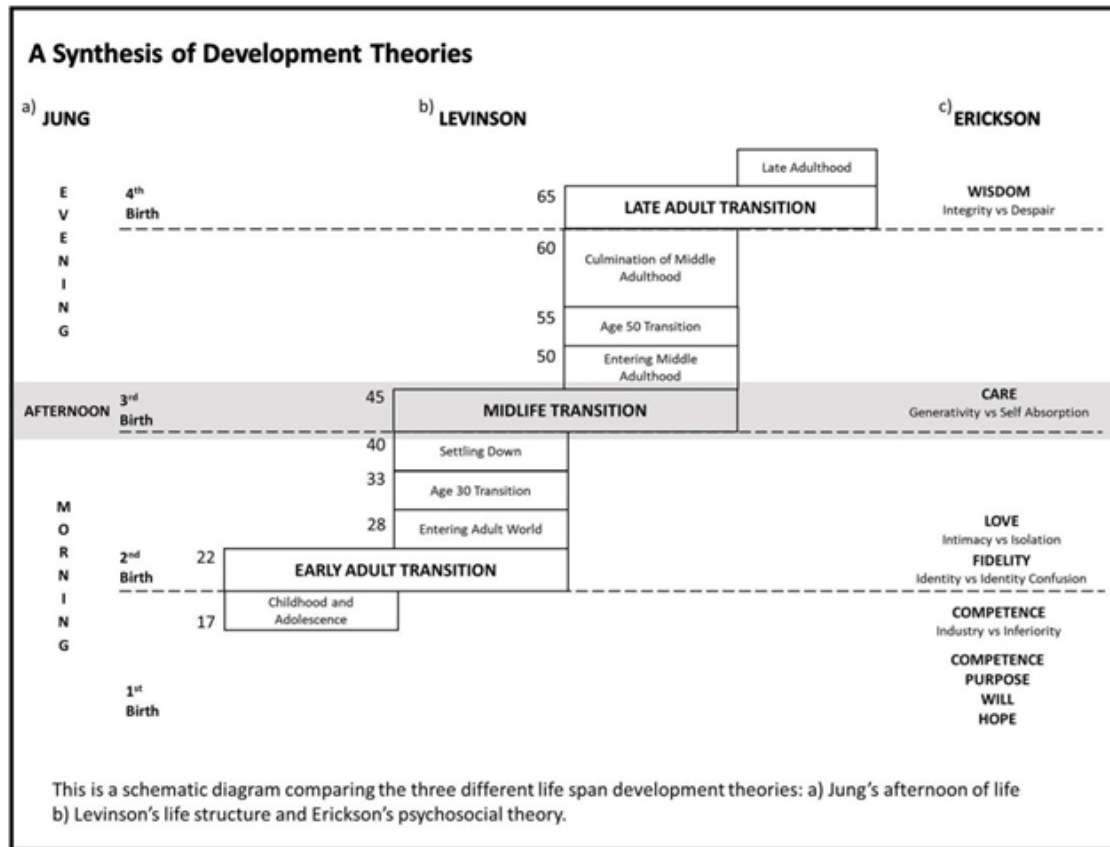 A Synthesis of Development Theories
a) JUNG
b) LEVINSON
c) ERICKSON
Late Adulthood
EVENING
4th
Birth
65
LATE ADULT TRANSITION
WISDOM
Integrity vs Despair
60
Culmination of Middle
Adulthood
55
Age 50 Transition
50
Entering Middle
Adulthood
AFTERNOON
3rd
Birth
45
MIDLIFE TRANSITION
CARE
Generativity vs Self Absorption
40
Settling Down
33
Age 30 Transition
28
Entering Adult World
MORNING
LOVE
Intimacy vs Isolation
2nd
Birth
22
EARLY ADULT TRANSITION
FIDELITY
Identity vs Identity Confusion
17
Childhood and
Adolescence
COMPETENCE
Industry vs Inferiority
1st
Birth
COMPETENCE
PURPOSE
WILL
HOPE
This is a schematic diagram comparing the three different life span development theories: a) Jung's afternoon of life
b) Levinson's life structure and Erickson's psychosocial theory.